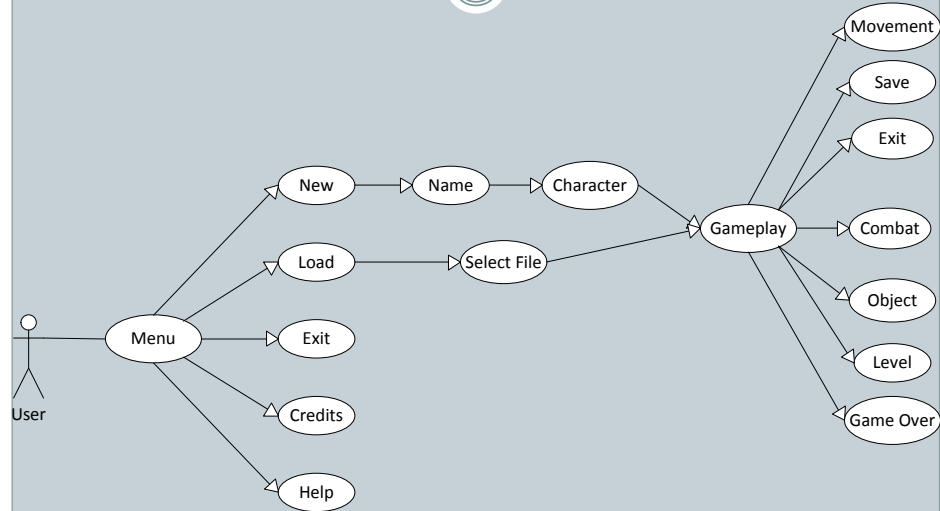 Movement
Save
Exit
New
Name
Character
Gameplay
Combat
Load
Select File
Object
Menu
Exit
Level
User
Credits
Game Over
Help